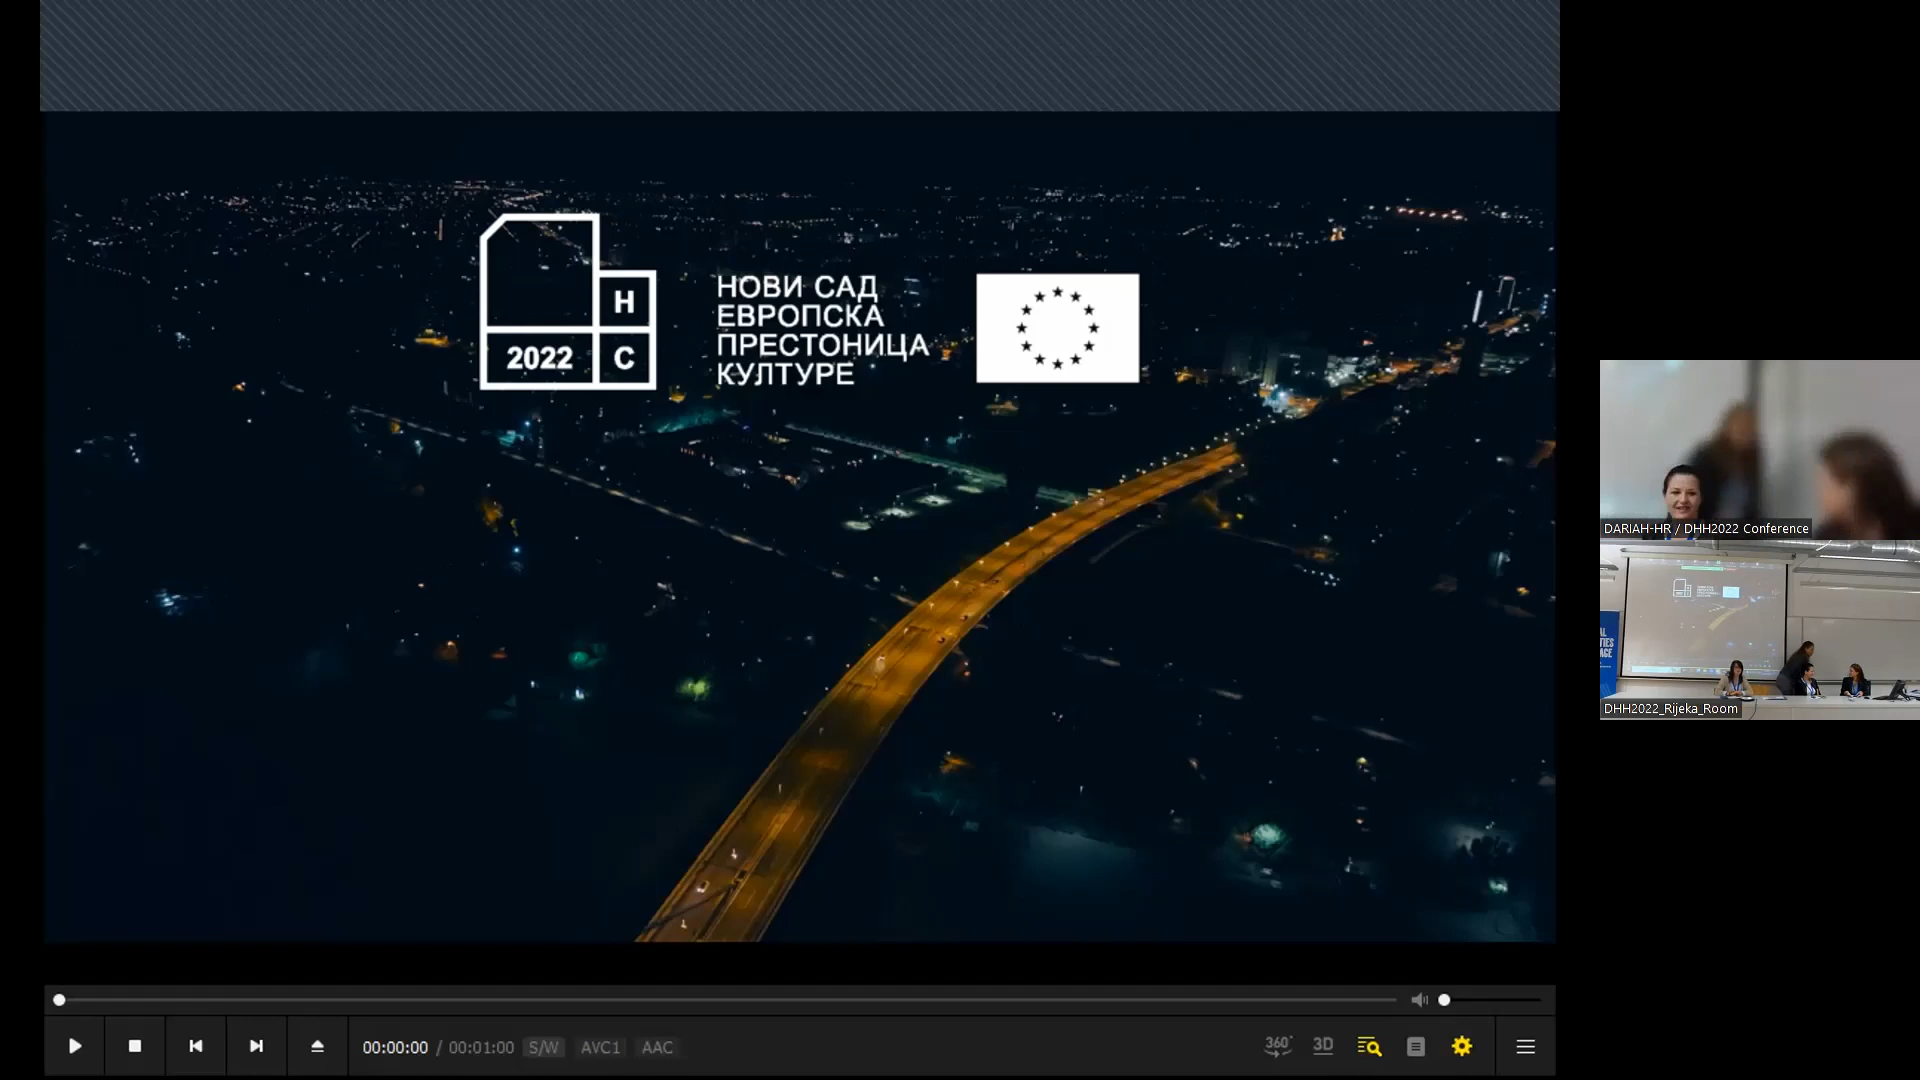 Н
2022
С
НОВИ САД
ЕВРОПСКА
ПРЕСТОНИЦА
КУЛТУРЕ
DARIAH-HR / DHH2022 Conference
DHH2022_Rijeka_Room
00:00:00 / 00:01:00 S/W AVC1 AAC
360° 3D